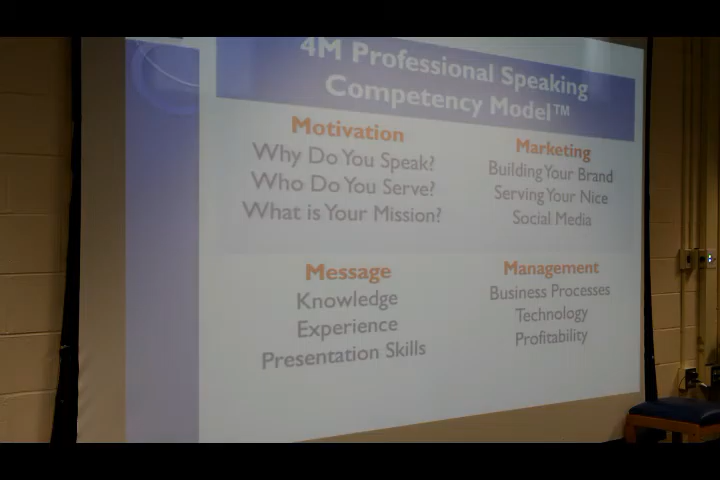 4M Professional Speaking
Competency Model™
Motivation
Why Do You Speak?
Who Do You Serve?
What is Your Mission?
Marketing
Building Your Brand
Serving Your Nice
Social Media
Message
Knowledge
Experience
Presentation Skills
Management
Business Processes
Technology
Profitability